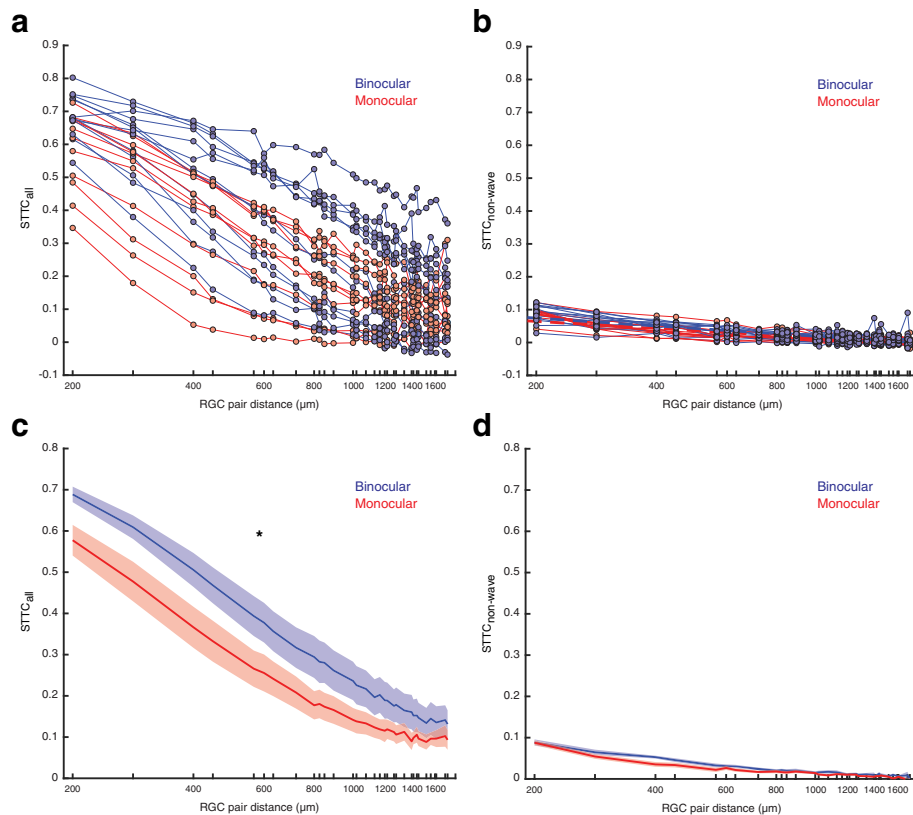 a
STTCall
0.9
0.8
0.7
0.6
0.5
0.4
0.3
0.2
0.1
0
-0.1
Binocular
Monocular
200 400 600 800 1000 1200 1400 1600
RGC pair distance (µm)
b
STTCnon-wave
0.9
0.8
0.7
0.6
0.5
0.4
0.3
0.2
0.1
0
-0.1
Binocular
Monocular
200 400 600 800 1000 1200 1400 1600
RGC pair distance (µm)
c
STTCall
0.8
0.7
0.6
0.5
0.4
0.3
0.2
0.1
0
Binocular
Monocular
*
200 400 600 800 1000 1200 1400 1600
RGC pair distance (µm)
d
STTCnon-wave
0.8
0.7
0.6
0.5
0.4
0.3
0.2
0.1
0
Binocular
Monocular
200 400 600 800 1000 1200 1400 1600
RGC pair distance (µm)